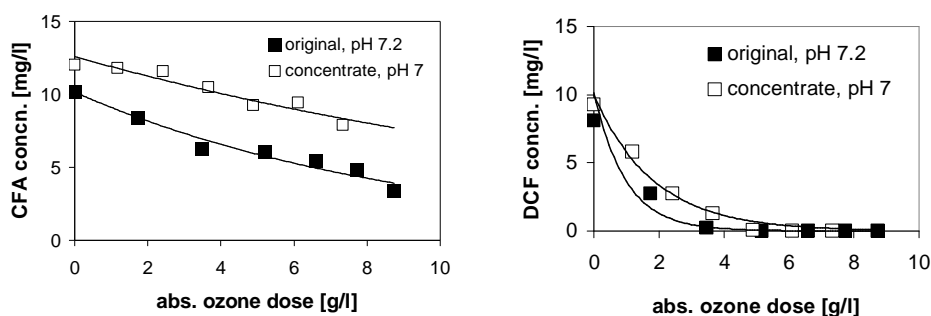 CFA concn. [mg/l]
15
10
5
0
■ original, pH 7.2
□ concentrate, pH 7
0 2 4 6 8 10
abs. ozone dose [g/l]
DCF concn. [mg/l]
15
10
5
0
■ original, pH 7.2
□ concentrate, pH 7
0 2 4 6 8 10
abs. ozone dose [g/l]